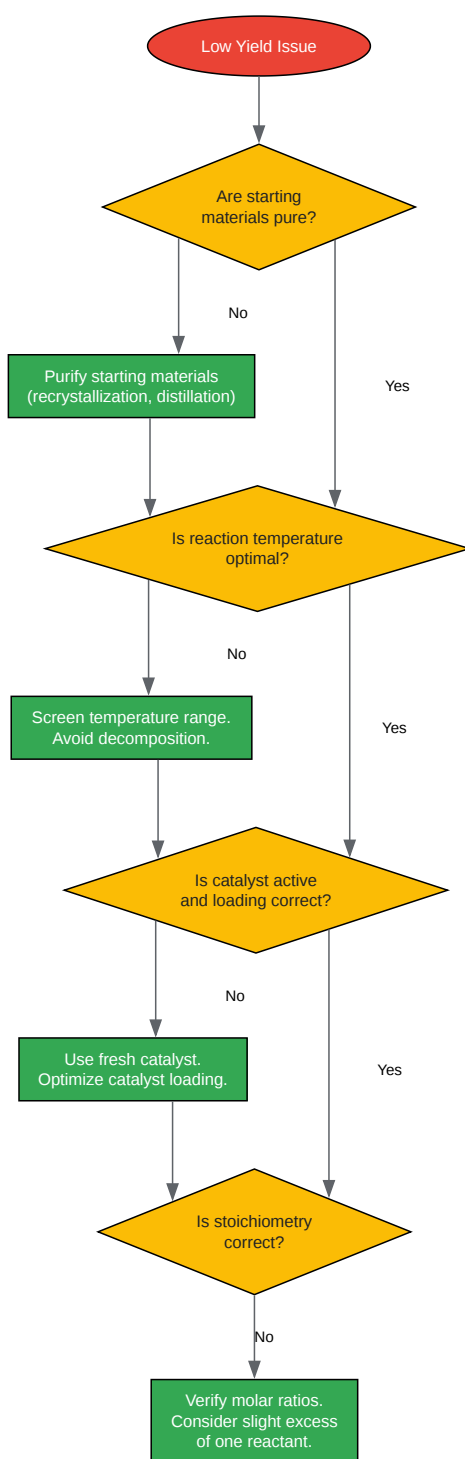 Low Yield Issue
Are starting
materials pure?
No
Yes
Purify starting materials
(recrystallization, distillation)
Is reaction temperature
optimal?
No
Yes
Screen temperature range.
Avoid decomposition.
Is catalyst active
and loading correct?
No
Yes
Use fresh catalyst.
Optimize catalyst loading.
Is stoichiometry
correct?
No
Verify molar ratios.
Consider slight excess
of one reactant.